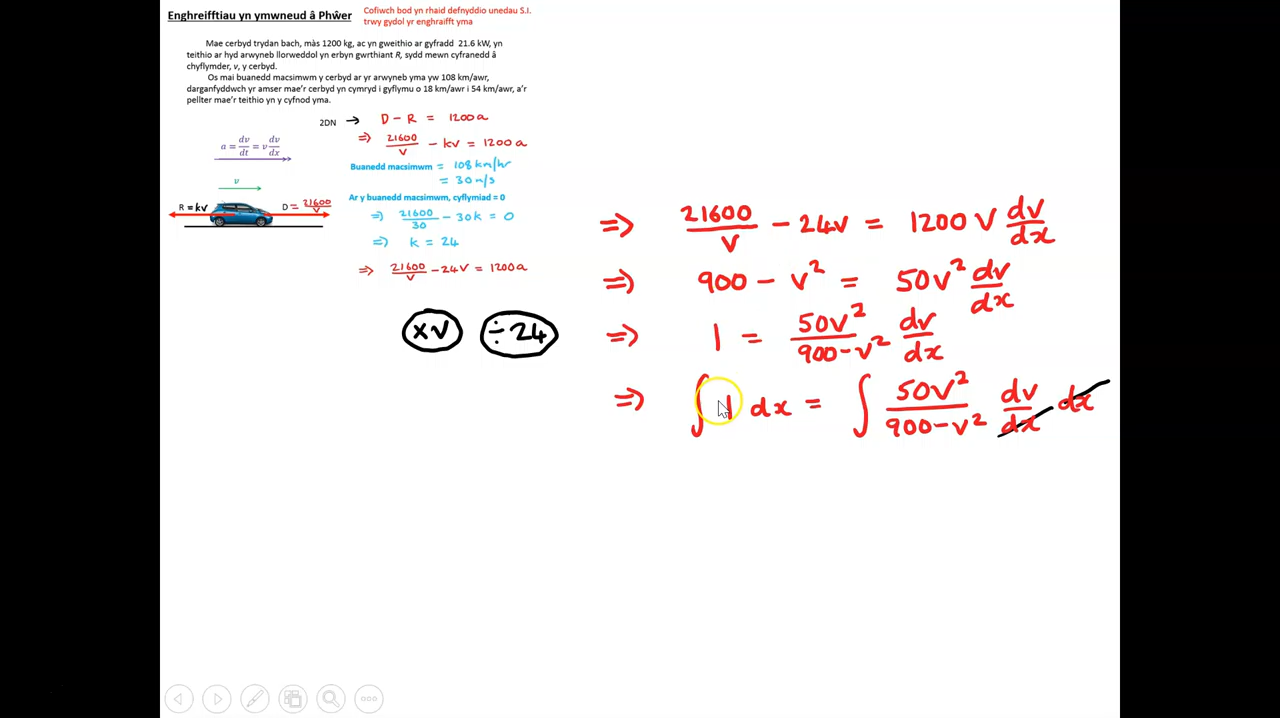 Enghreifftiau yn ymwneud â Phŵer
Cofiwch bod yn rhaid defnyddio unedau S.I.
trwy gydol yr enghraifft yma
Mae cerbyd trydan bach, màs 1200 kg, ac yn gweithio ar gyfradd 21.6 kW, yn
teithio ar hyd arwyneb llorweddol yn erbyn gwrthiant R, sydd mewn cyfranedd â
chyflymder, v, y cerbyd.
Os mai buanedd macsimwm y cerbyd ar yr arwyneb yma yw 108 km/awr,
darganfyddwch yr amser mae'r cerbyd yn cymryd i gyflymu o 18 km/awr i 54 km/awr, a'r
pellter mae'r teithio yn y cyfnod yma.
2DN → D - R = 1200a
⇒ 21600/v - kv = 1200a
a = dv/dt = v dv/dx
Buanedd macsimwm = 108 km/hr
= 30 m/s
v
Ar y buanedd macsimwm, cyflymiad = 0
R = kv
D = 21600/v
⇒ 21600/30 - 30k = 0
⇒ k = 24
⇒ 21600/v - 24v = 1200a
×v ÷24
⇒ 21600/v - 24v = 1200 v dv/dx
⇒ 900 - v² = 50v² dv/dx
⇒ 1 = 50v²/900-v² dv/dx
⇒ ∫ 1 dx = ∫ 50v²/900-v² dv/dx dx